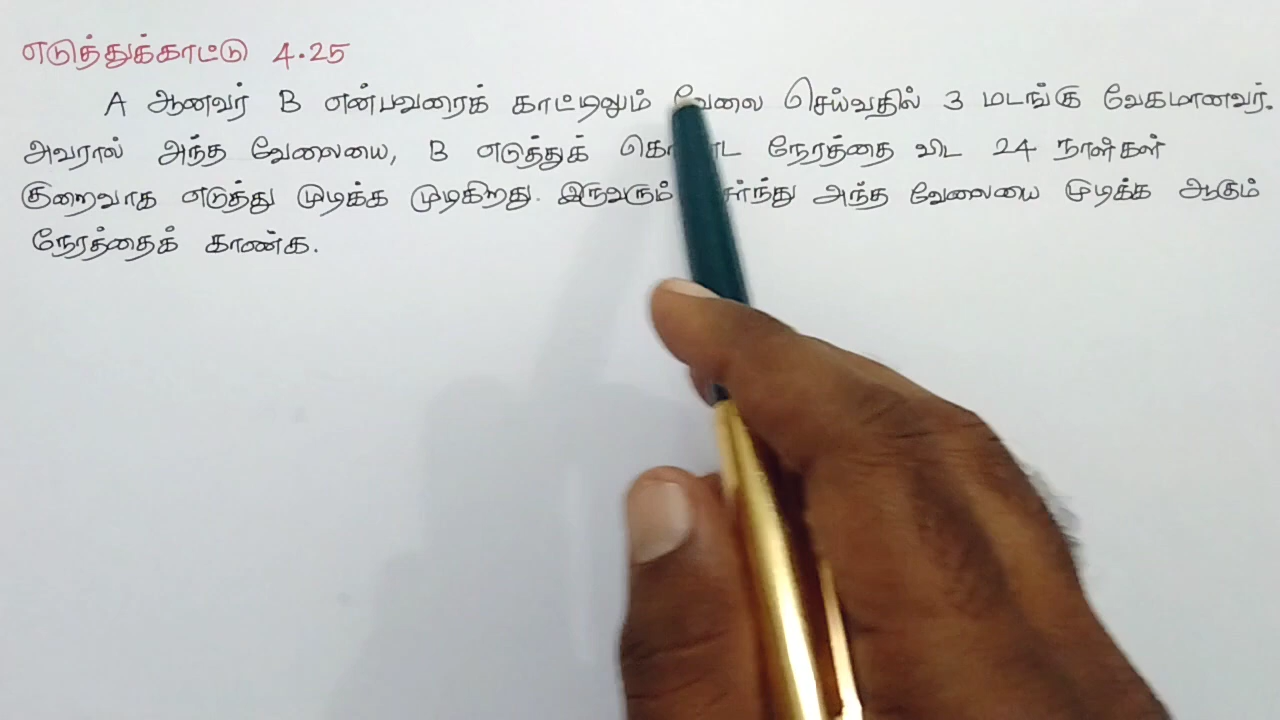 எடுத்துக்காட்டு 4.25
A ஆனவர் B என்பவரைக் காட்டிலும் வேலை செய்வதில் 3 மடங்கு வேகமானவர்.
அவரால் அந்த வேலையை, B எடுத்துக் நேரத்தை விட 24 நாள்கள்
குறைவாக எடுத்து முடிக்க முடிகிறது. இருவரும் அந்த வேலையை முடிக்க ஆகும்
நேரத்தைக் காண்க.